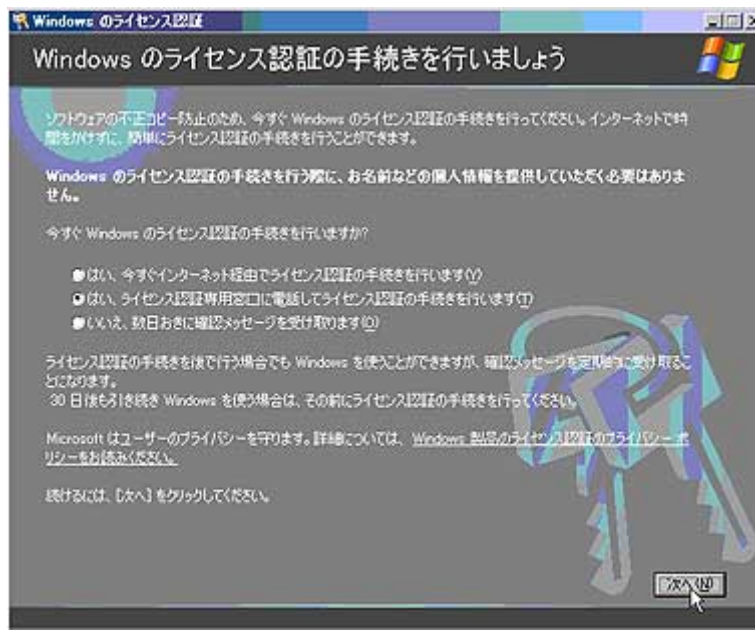 Windows のライセンス認証
Windows のライセンス認証の手続きを行いましょう
ソフトウェアの不正コピー防止のため、今すぐ Windows のライセンス認証の手続きを行ってください。インターネットで時
間をかけずに、簡単にライセンス認証の手続きを行うことができます。
Windows のライセンス認証の手続きを行う際に、お名前などの個人情報を提供していただく必要はありま
せん。
今すぐ Windows のライセンス認証の手続きを行いますか?
はい、今すぐインターネット経由でライセンス認証の手続きを行います(Y)
はい、ライセンス認証専用窓口に電話してライセンス認証の手続きを行います(T)
いいえ、数日おきに確認メッセージを受け取ります(O)
ライセンス認証の手続きを後で行う場合でも Windows を使うことができますが、確認メッセージを定期的に受け取るこ
とになります。
30 日後も引き続き Windows を使う場合は、その前にライセンス認証の手続きを行ってください。
Microsoft はユーザーのプライバシーを守ります。詳細については、 Windows 製品のライセンス認証のプライバシー ポ
リシーをお読みください。
続けるには、[次へ] をクリックしてください。
次へ(N)